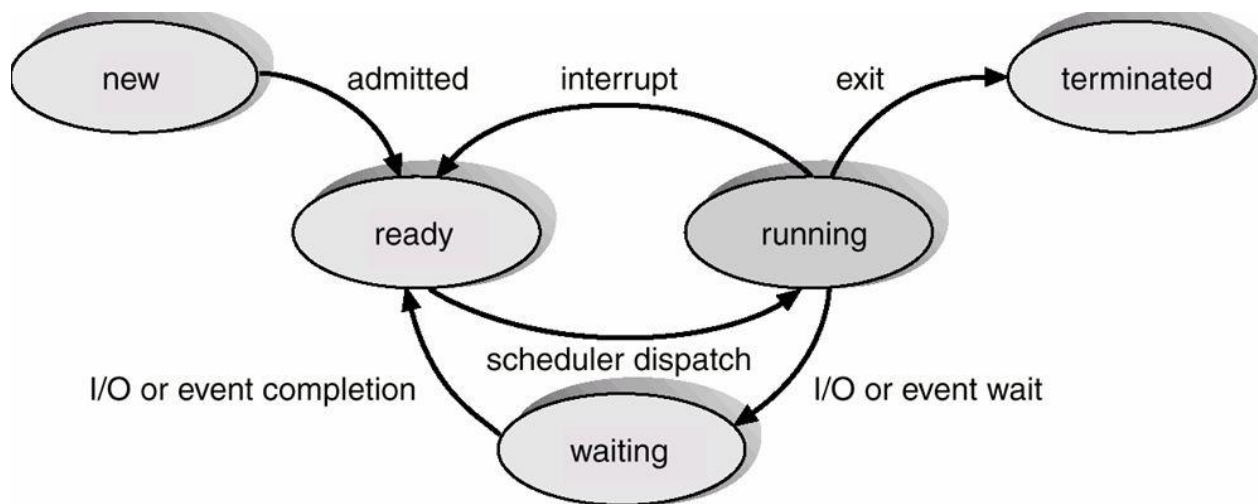 new
admitted
interrupt
exit
terminated
ready
running
scheduler dispatch
I/O or event completion
I/O or event wait
waiting